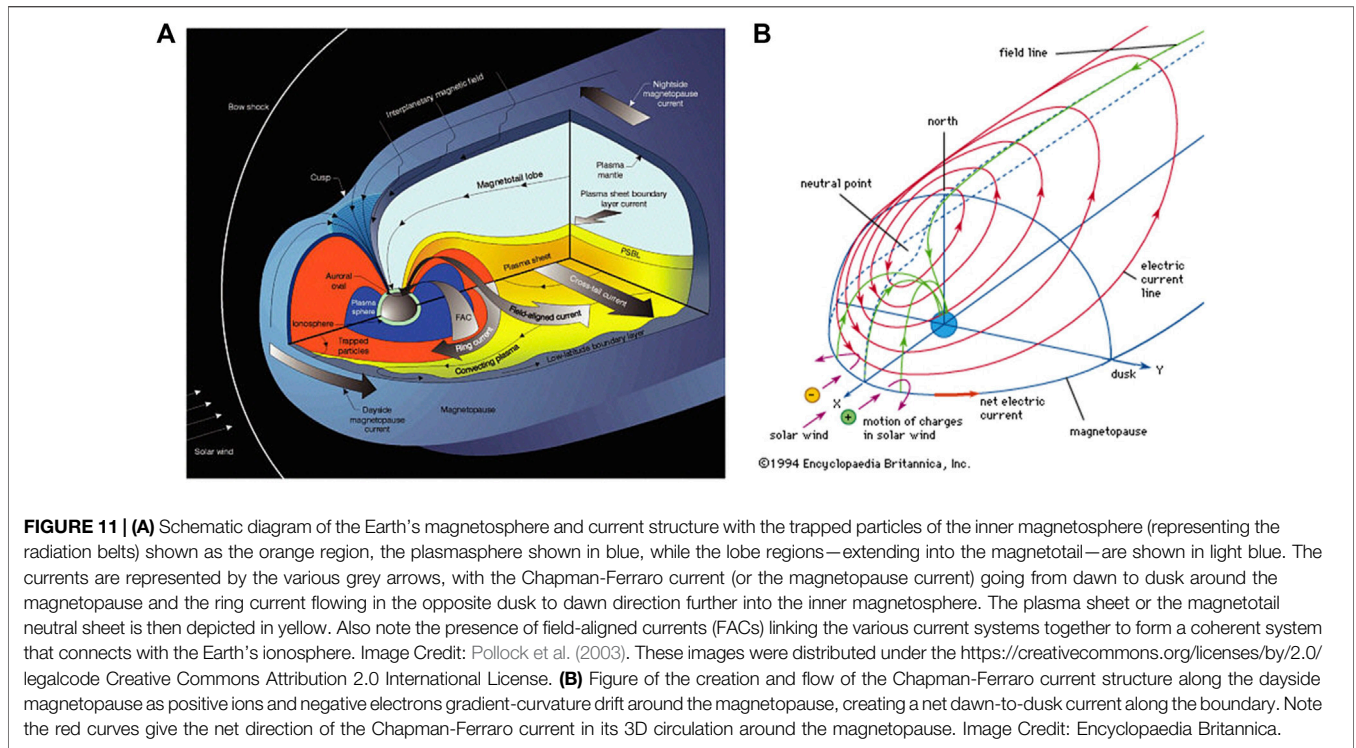 A
Bow shock
Interplanetary magnetic field
Nightside
magnetopause
current
Cusp
Plasma
mantle
Magnetotail lobe
Plasma sheet boundary
layer current
Auroral
oval
Plasma sheet
PSBL
Plasma
sphere
Cross-tail current
Ionosphere
FAC
Field-aligned current
Trapped
particles
Ring current
Convecting plasma
Low-latitude boundary layer
Dayside
magnetopause
current
Magnetopause
Solar wind
B
field line
north
neutral point
electric
current
line
dusk
Y
X
net electric
current
magnetopause
-
+
solar wind
motion of charges
in solar wind
©1994 Encyclopaedia Britannica, Inc.
FIGURE 11 | (A) Schematic diagram of the Earth's magnetosphere and current structure with the trapped particles of the inner magnetosphere (representing the
radiation belts) shown as the orange region, the plasmasphere shown in blue, while the lobe regions—extending into the magnetotail—are shown in light blue. The
currents are represented by the various grey arrows, with the Chapman-Ferraro current (or the magnetopause current) going from dawn to dusk around the
magnetopause and the ring current flowing in the opposite dusk to dawn direction further into the inner magnetosphere. The plasma sheet or the magnetotail
neutral sheet is then depicted in yellow. Also note the presence of field-aligned currents (FACs) linking the various current systems together to form a coherent system
that connects with the Earth's ionosphere. Image Credit: Pollock et al. (2003). These images were distributed under the https://creativecommons.org/licenses/by/2.0/
legalcode Creative Commons Attribution 2.0 International License. (B) Figure of the creation and flow of the Chapman-Ferraro current structure along the dayside
magnetopause as positive ions and negative electrons gradient-curvature drift around the magnetopause, creating a net dawn-to-dusk current along the boundary. Note
the red curves give the net direction of the Chapman-Ferraro current in its 3D circulation around the magnetopause. Image Credit: Encyclopaedia Britannica.